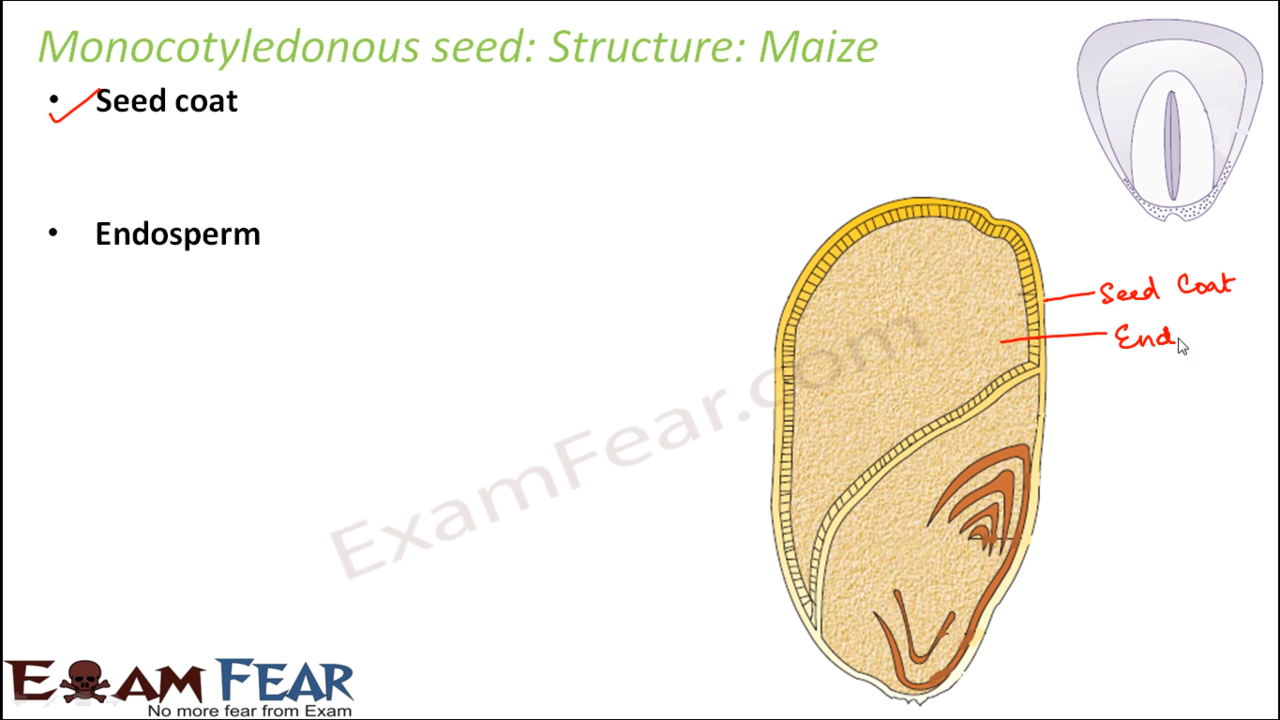 Monocotyledonous seed: Structure: Maize
• Seed coat
• Endosperm
Seed Coat
End
ExamFear.com
EXAM FEAR
No more fear from Exam